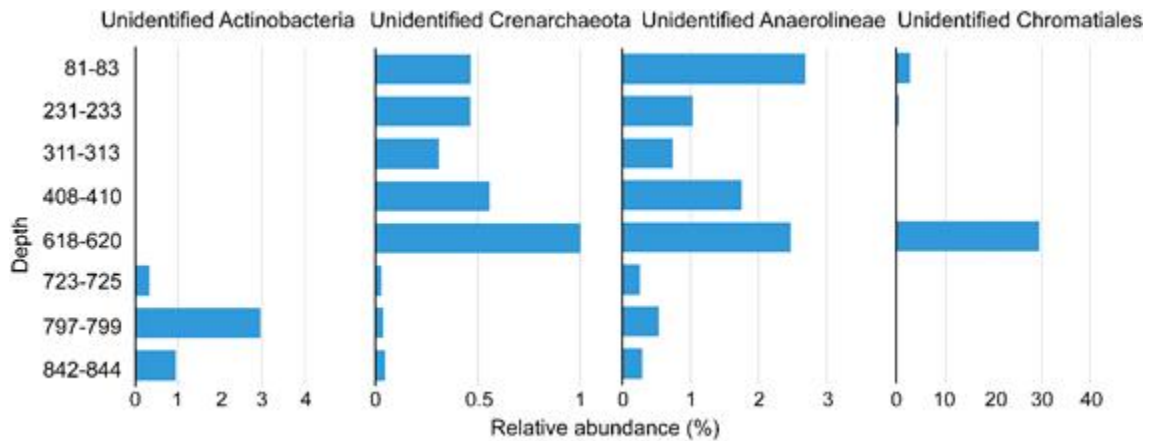 Unidentified Actinobacteria Unidentified Crenarchaeota Unidentified Anaerolineae Unidentified Chromatiales
Depth
81-83
231-233
311-313
408-410
618-620
723-725
797-799
842-844
0 1 2 3 4 0 0.5 1 0 1 2 3 0 10 20 30 40
Relative abundance (%)